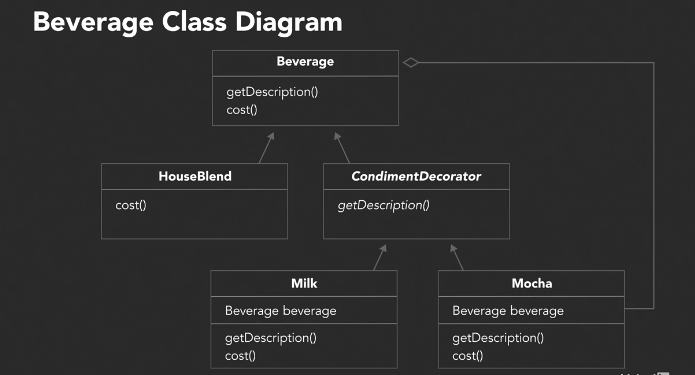 Beverage Class Diagram
Beverage
getDescription()
cost()
HouseBlend
cost()
CondimentDecorator
getDescription()
Milk
Beverage beverage
getDescription()
cost()
Mocha
Beverage beverage
getDescription()
cost()